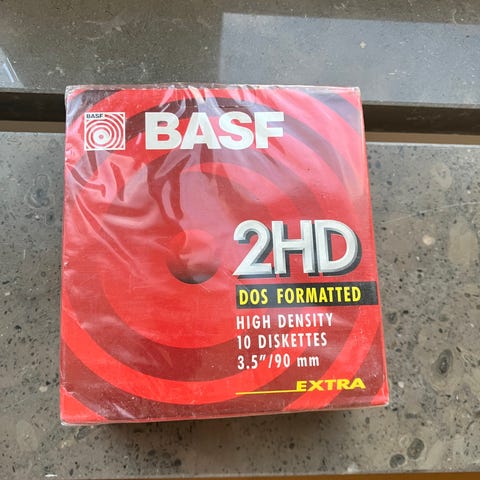 BASF
BASF
2HD
DOS FORMATTED
HIGH DENSITY
10 DISKETTES
3.5"/90 mm
EXTRA